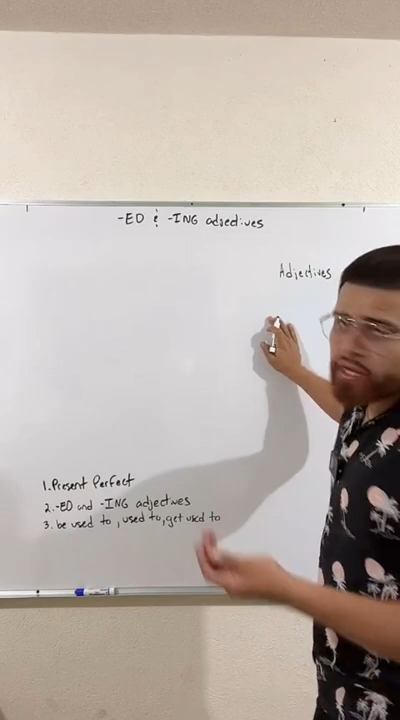 -ED & -ING adjectives
Adjectives
1. Present Perfect
2. -ED and -ING adjectives
3. be used to, used to, get used to